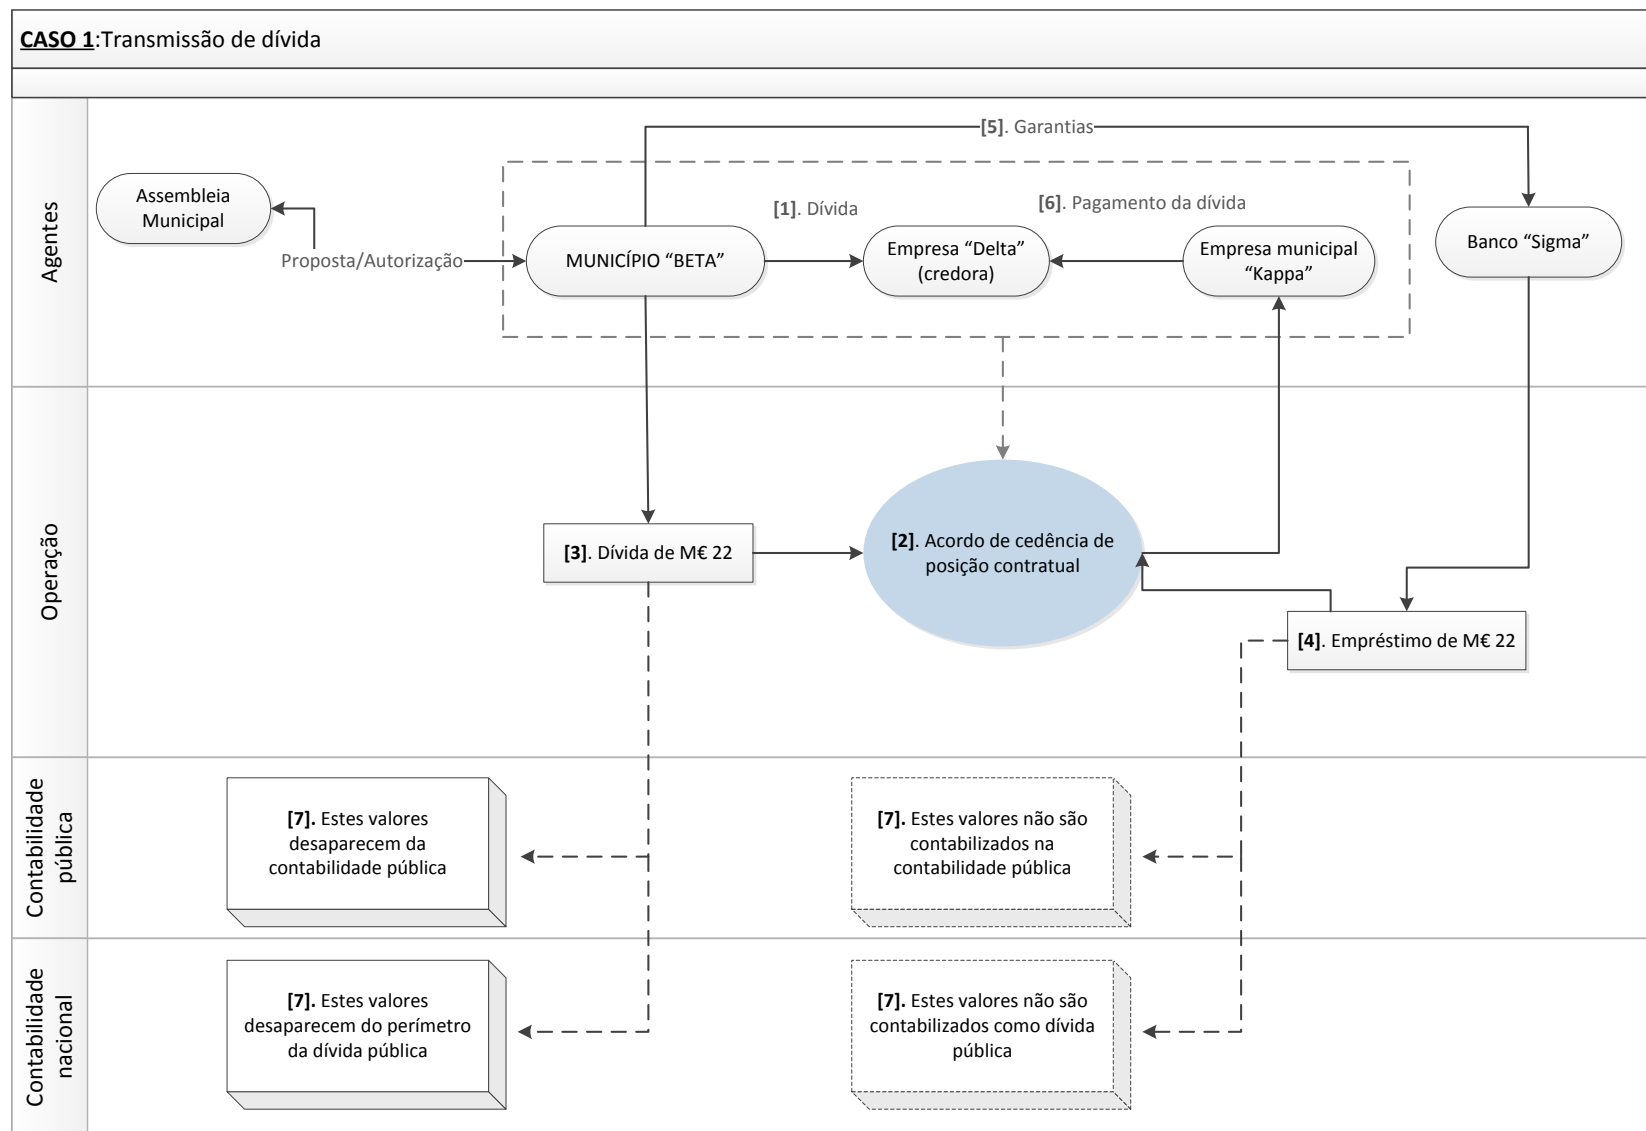 CASO 1:Transmissão de dívida
Agentes
[5]. Garantias
Assembleia
Municipal
Proposta/Autorização
MUNICÍPIO “BETA”
[1]. Dívida
Empresa “Delta”
(credora)
[6]. Pagamento da dívida
Empresa municipal
“Kappa”
Banco “Sigma”
Operação
[3]. Dívida de M€ 22
[2]. Acordo de cedência de
posição contratual
[4]. Empréstimo de M€ 22
Contabilidade
pública
[7]. Estes valores
desaparecem da
contabilidade pública
[7]. Estes valores não são
contabilizados na
contabilidade pública
Contabilidade
nacional
[7]. Estes valores
desaparecem do perímetro
da dívida pública
[7]. Estes valores não são
contabilizados como dívida
pública